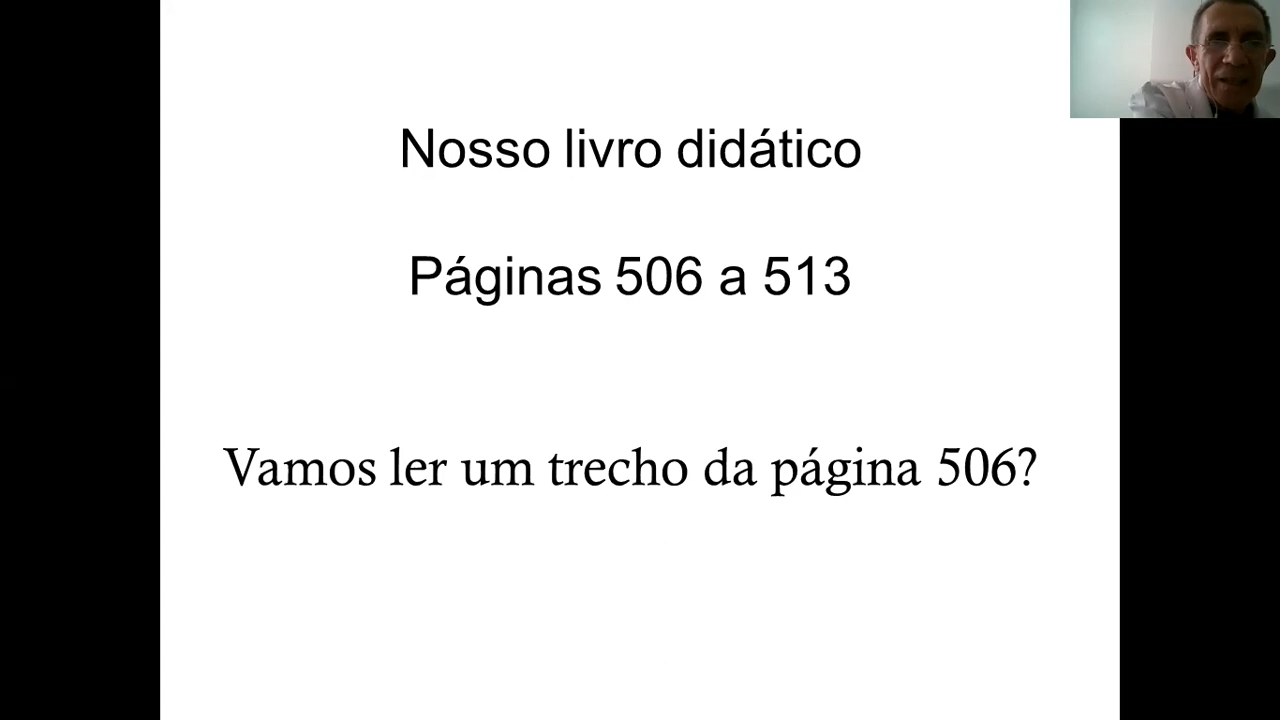 Nosso livro didático
Páginas 506 a 513
Vamos ler um trecho da página 506?